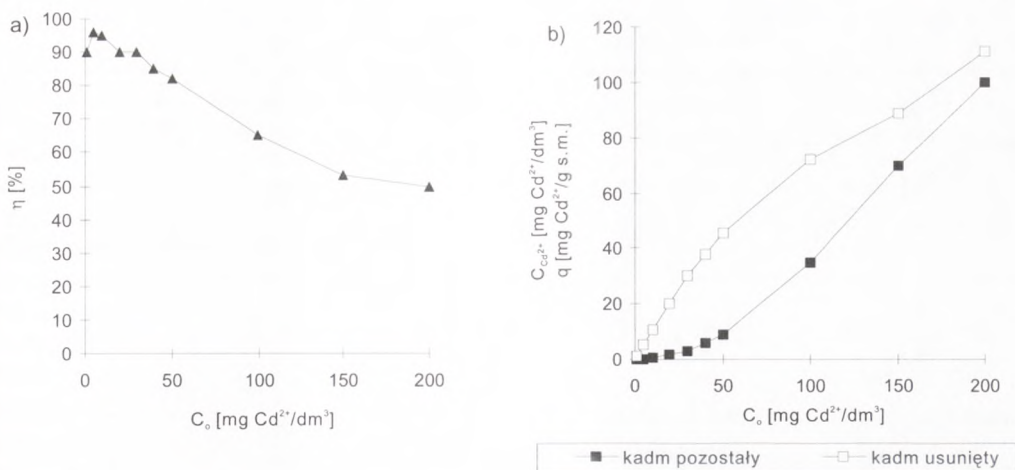 a)
100
90
80
70
60
50
40
30
20
10
0
η [%]
0 50 100 150 200
C₀ [mg Cd²⁺/dm³]
b)
120
100
80
60
40
20
0
C Cd²⁺ [mg Cd²⁺/dm³]
q [mg Cd²⁺/g s.m.]
0 50 100 150 200
C₀ [mg Cd²⁺/dm³]
kadm pozostały kadm usunięty